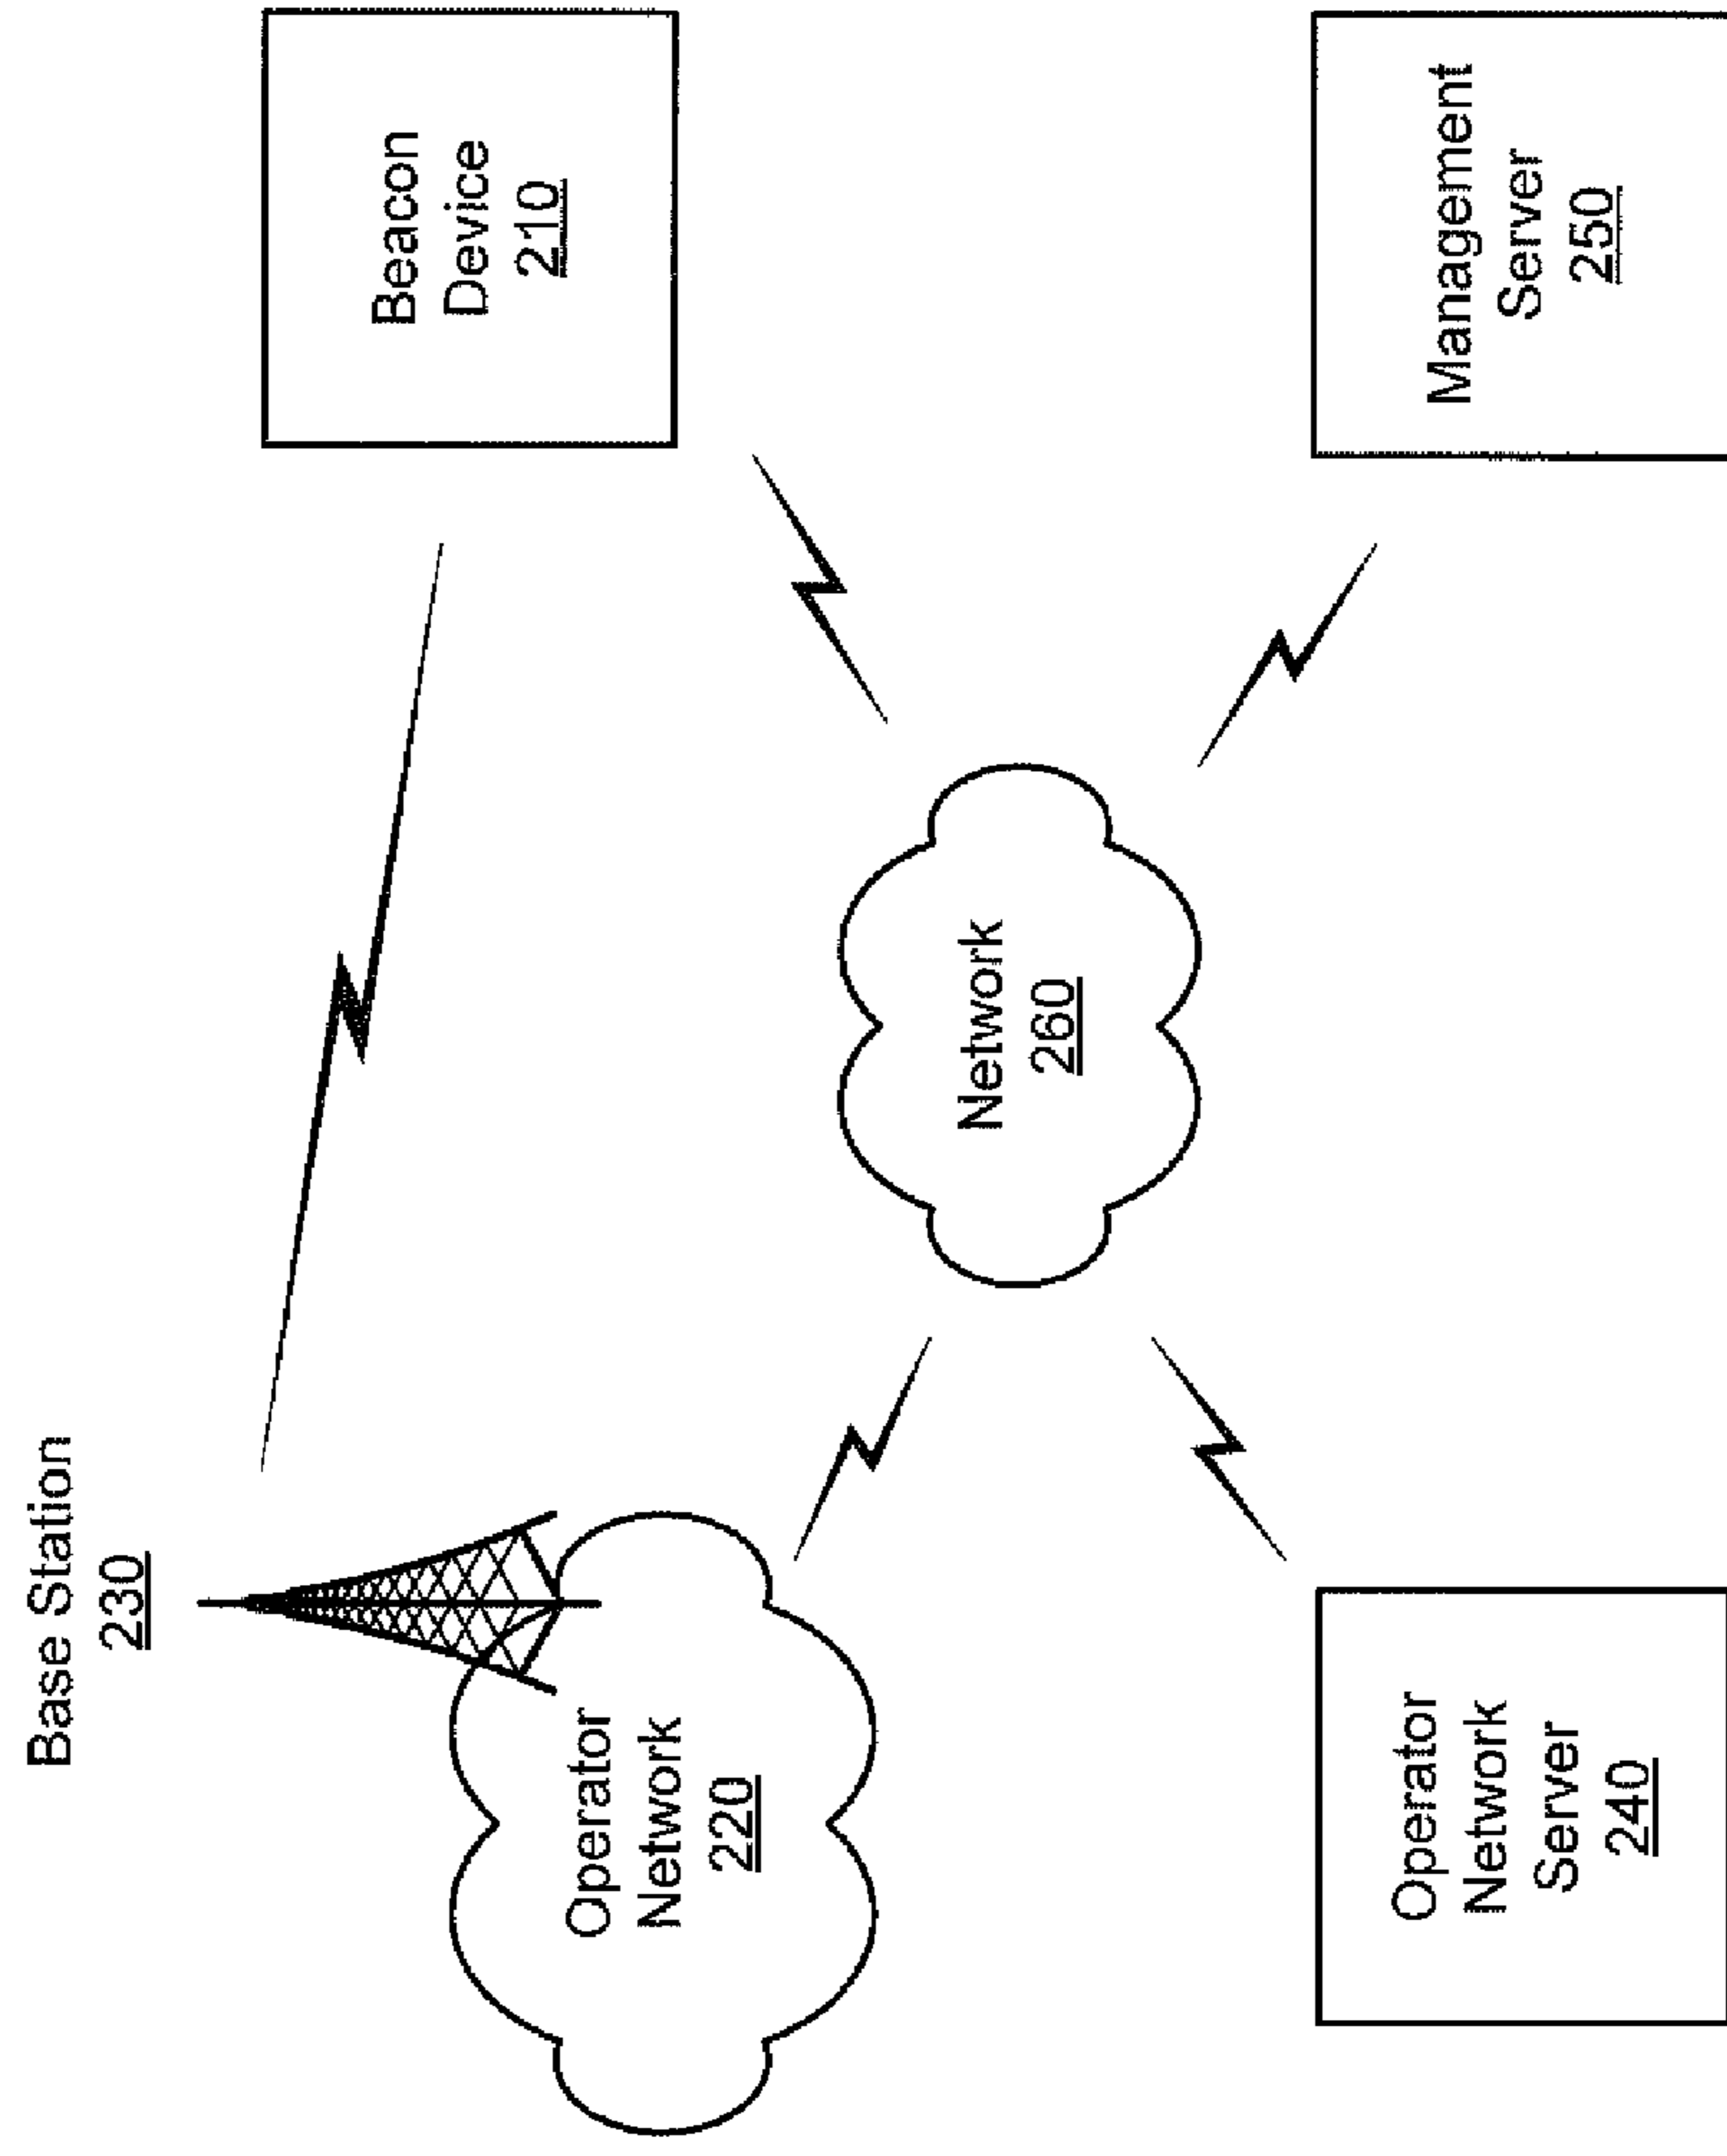 Base Station
230
Beacon
Device
210
Operator
Network
220
Network
260
Operator
Network
Server
240
Management
Server
250